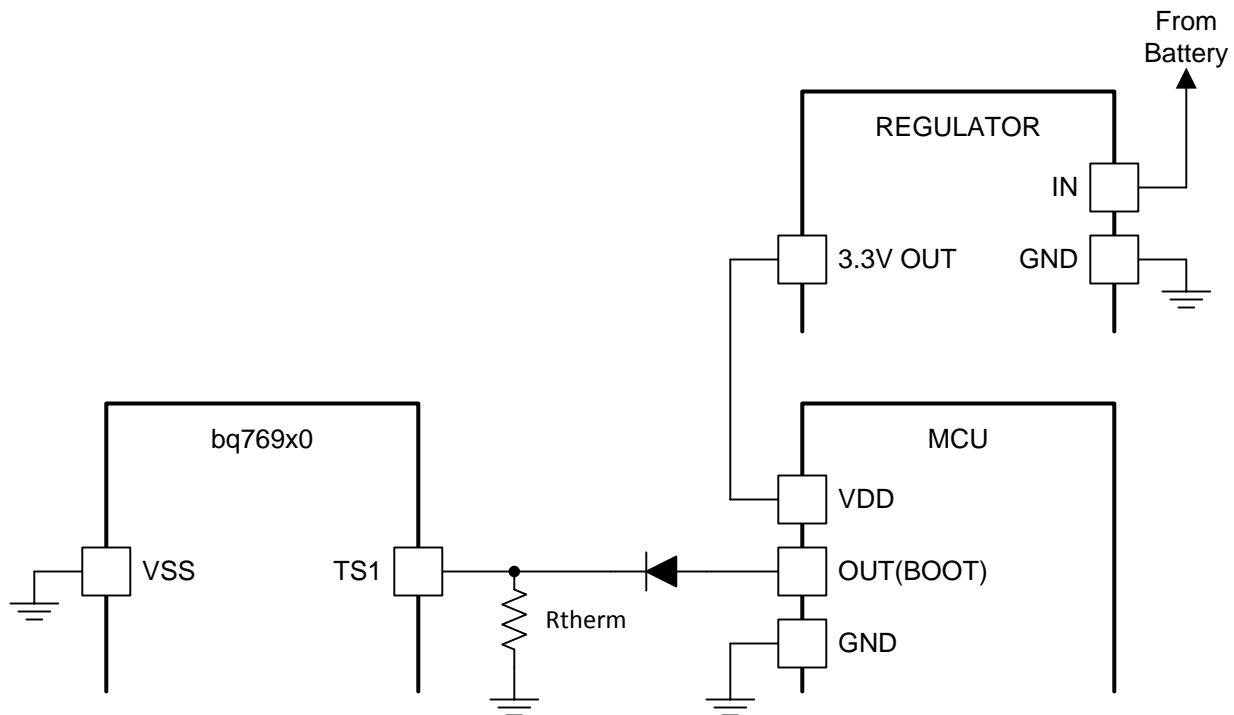 From
Battery
REGULATOR
IN
3.3V OUT
GND
bq769x0
MCU
VDD
VSS
TS1
OUT(BOOT)
Rtherm
GND